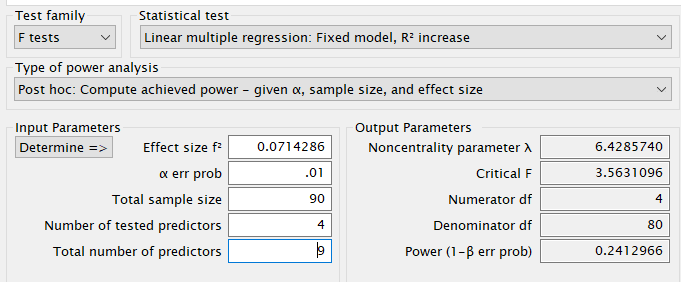 Test family Statistical test
F tests Linear multiple regression: Fixed model, R² increase
Type of power analysis
Post hoc: Compute achieved power – given α, sample size, and effect size
Input Parameters Output Parameters
Determine => Effect size f² 0.0714286 Noncentrality parameter λ 6.4285740
α err prob .01 Critical F 3.5631096
Total sample size 90 Numerator df 4
Number of tested predictors 4 Denominator df 80
Total number of predictors 9 Power (1-β err prob) 0.2412966